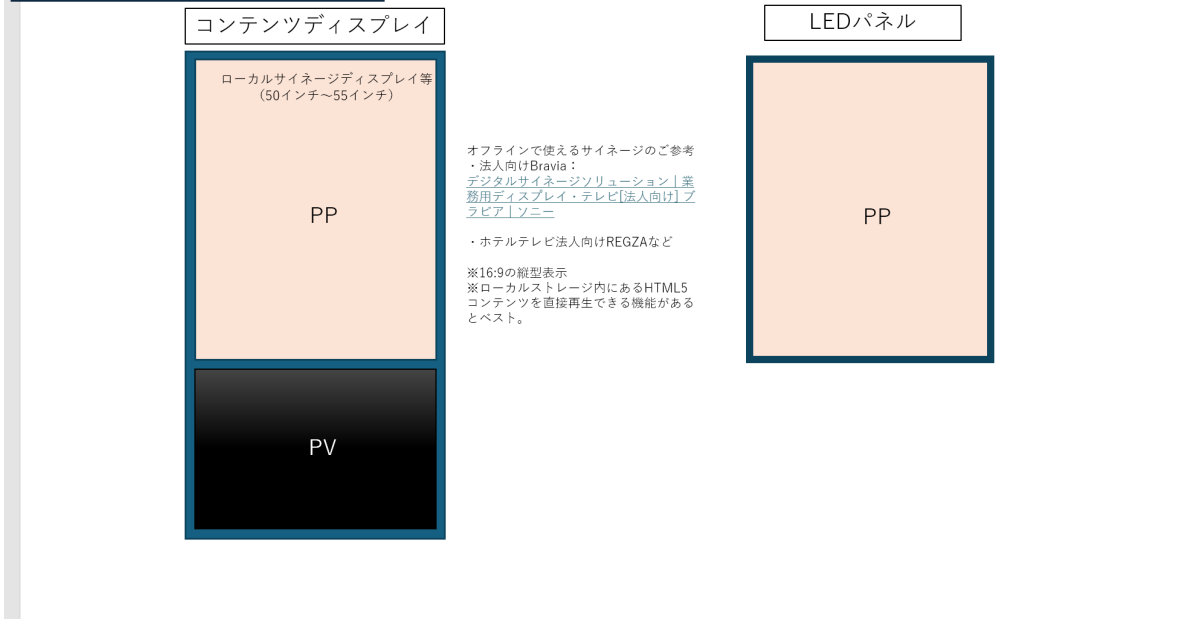 コンテンツディスプレイ
ローカルサイネージディスプレイ等
（50インチ～55インチ）
PP
PV
オフラインで使えるサイネージのご参考
・法人向けBravia：
デジタルサイネージソリューション | 業
務用ディスプレイ・テレビ[法人向け] ブ
ラビア | ソニー
・ホテルテレビ法人向けREGZAなど
※16:9の縦型表示
※ローカルストレージ内にあるHTML5
コンテンツを直接再生できる機能がある
とベスト。
LEDパネル
PP